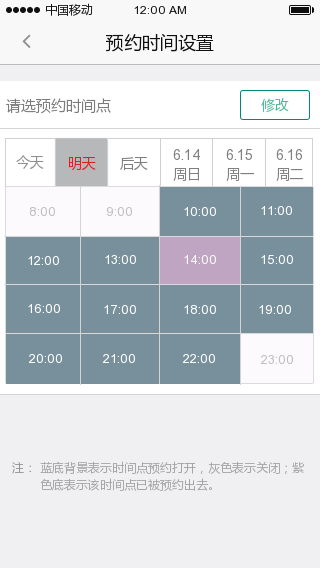 中国移动 12:00 AM
预约时间设置
请选预约时间点 修改
今天 明天 后天 6.14 6.15 6.16
周日 周一 周二
8:00 9:00 10:00 11:00
12:00 13:00 14:00 15:00
16:00 17:00 18:00 19:00
20:00 21:00 22:00 23:00
注： 蓝底背景表示时间点预约打开，灰色表示关闭；紫
色底表示该时间点已被预约出去。